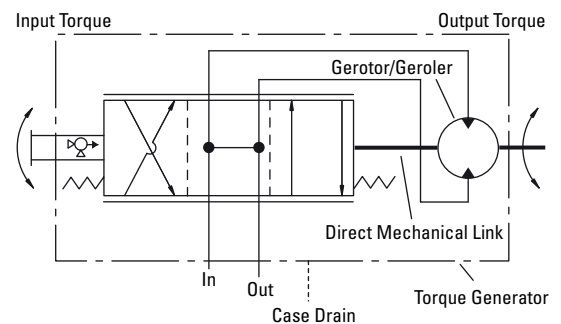 Input Torque
Output Torque
Gerotor/Geroler
Direct Mechanical Link
In
Out
Case Drain
Torque Generator